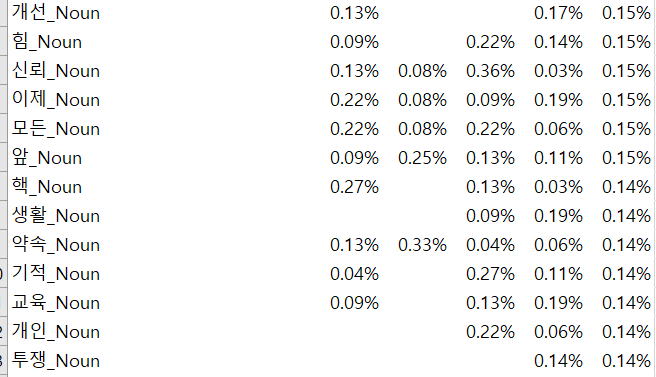 개선_Noun 0.13% 0.17% 0.15%
힘_Noun 0.09% 0.22% 0.14% 0.15%
신뢰_Noun 0.13% 0.08% 0.36% 0.03% 0.15%
이제_Noun 0.22% 0.08% 0.09% 0.19% 0.15%
모든_Noun 0.22% 0.08% 0.22% 0.06% 0.15%
앞_Noun 0.09% 0.25% 0.13% 0.11% 0.15%
핵_Noun 0.27% 0.13% 0.03% 0.14%
생활_Noun 0.09% 0.19% 0.14%
약속_Noun 0.13% 0.33% 0.04% 0.06% 0.14%
기적_Noun 0.04% 0.27% 0.11% 0.14%
교육_Noun 0.09% 0.13% 0.19% 0.14%
개인_Noun 0.22% 0.06% 0.14%
투쟁_Noun 0.14% 0.14%